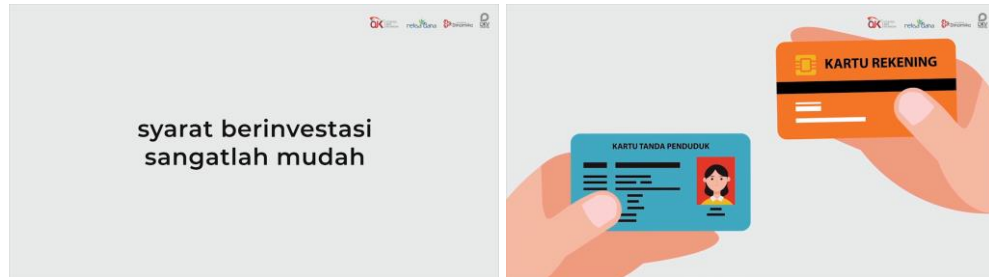 syarat berinvestasi
sangatlah mudah
KARTU REKENING
KARTU TANDA PENDUDUK